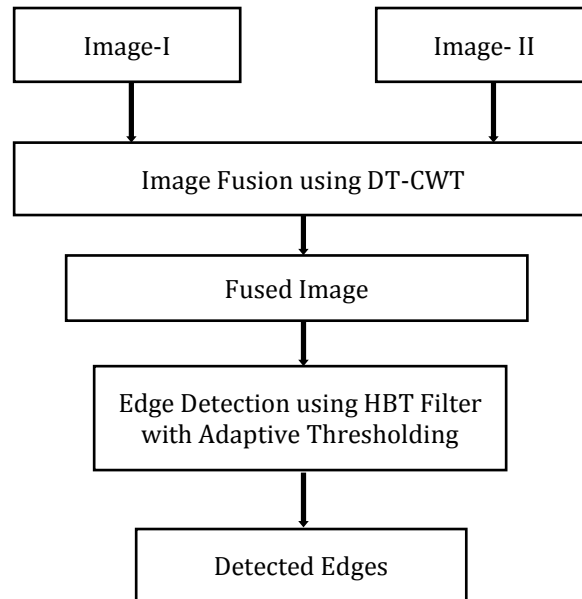 Image-I
Image- II
Image Fusion using DT-CWT
Fused Image
Edge Detection using HBT Filter
with Adaptive Thresholding
Detected Edges